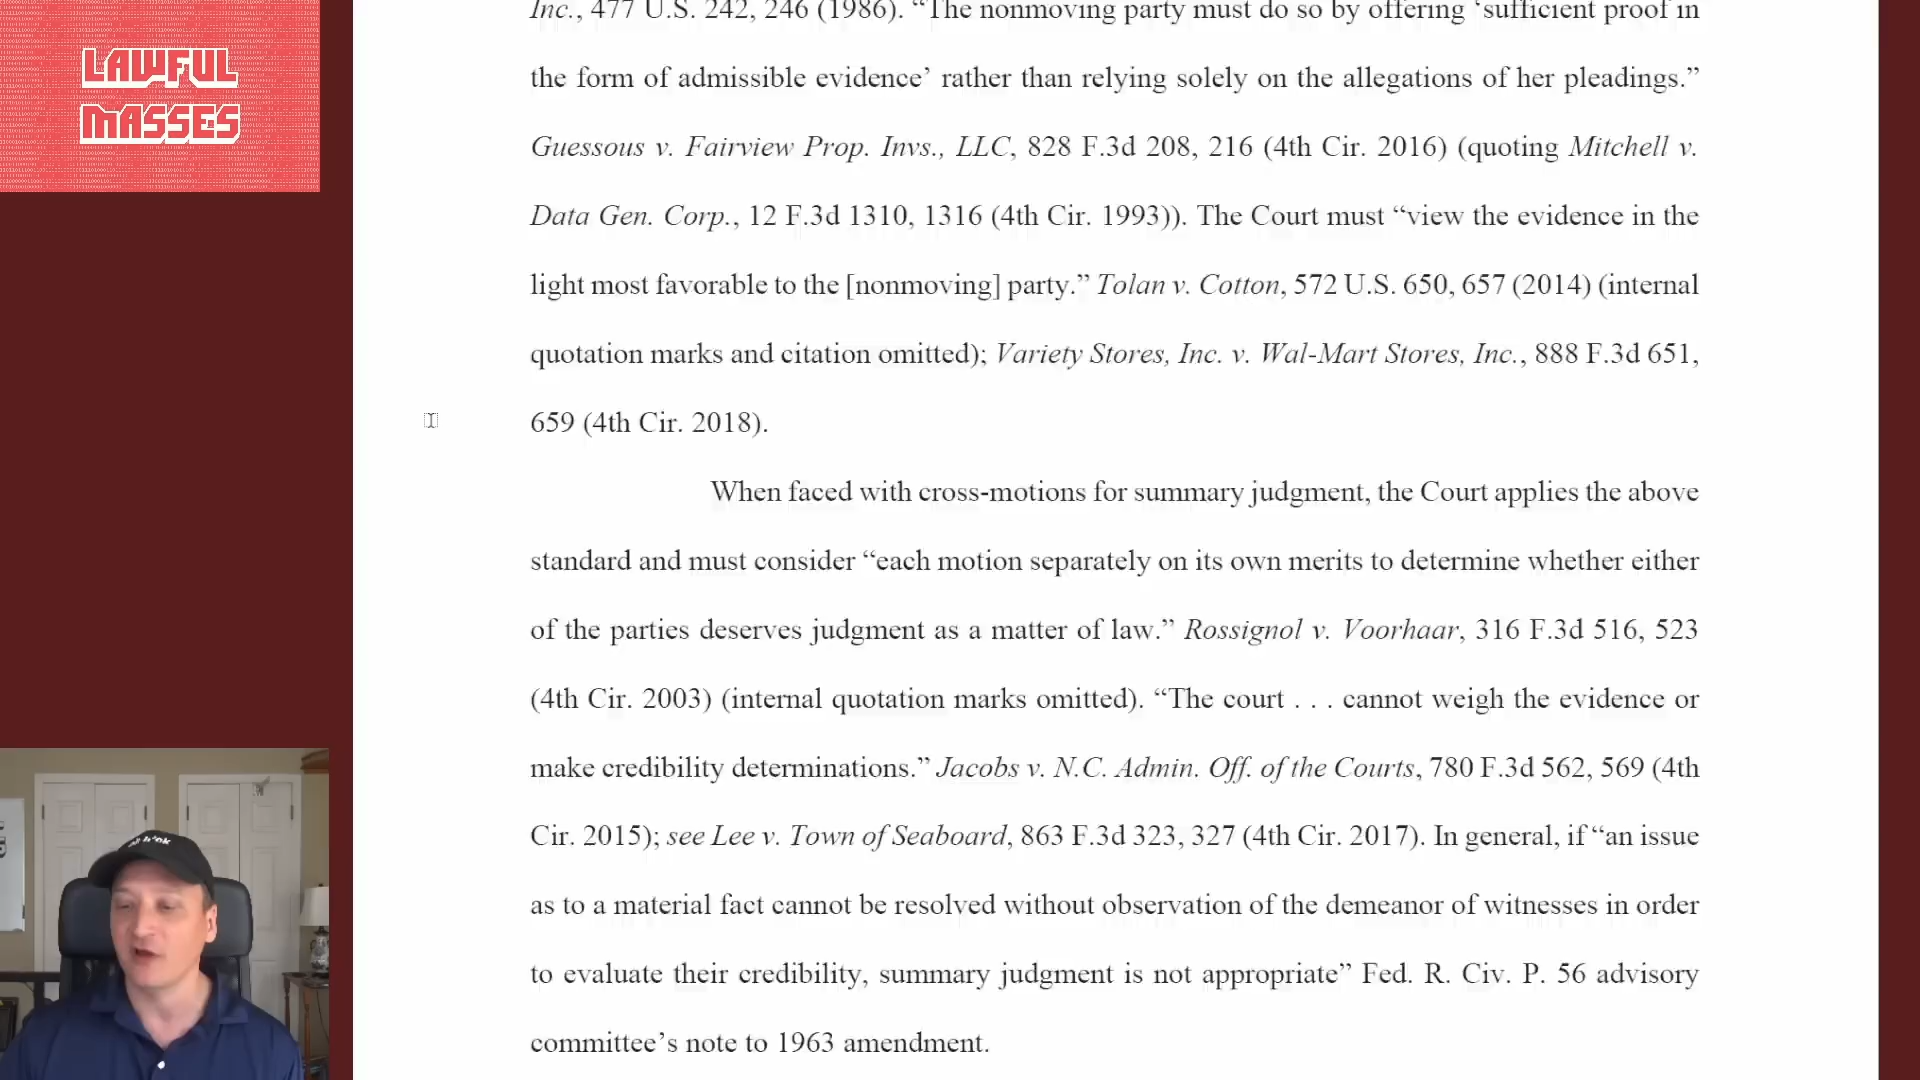 LAWFUL
MASSES
Inc., 477 U.S. 242, 246 (1986). “The nonmoving party must do so by offering ‘sufficient proof in
the form of admissible evidence’ rather than relying solely on the allegations of her pleadings.”
Guessous v. Fairview Prop. Invs., LLC, 828 F.3d 208, 216 (4th Cir. 2016) (quoting Mitchell v.
Data Gen. Corp., 12 F.3d 1310, 1316 (4th Cir. 1993)). The Court must “view the evidence in the
light most favorable to the [nonmoving] party.” Tolan v. Cotton, 572 U.S. 650, 657 (2014) (internal
quotation marks and citation omitted); Variety Stores, Inc. v. Wal-Mart Stores, Inc., 888 F.3d 651,
659 (4th Cir. 2018).
When faced with cross-motions for summary judgment, the Court applies the above
standard and must consider “each motion separately on its own merits to determine whether either
of the parties deserves judgment as a matter of law.” Rossignol v. Voorhaar, 316 F.3d 516, 523
(4th Cir. 2003) (internal quotation marks omitted). “The court . . . cannot weigh the evidence or
make credibility determinations.” Jacobs v. N.C. Admin. Off. of the Courts, 780 F.3d 562, 569 (4th
Cir. 2015); see Lee v. Town of Seaboard, 863 F.3d 323, 327 (4th Cir. 2017). In general, if “an issue
as to a material fact cannot be resolved without observation of the demeanor of witnesses in order
to evaluate their credibility, summary judgment is not appropriate” Fed. R. Civ. P. 56 advisory
committee’s note to 1963 amendment.